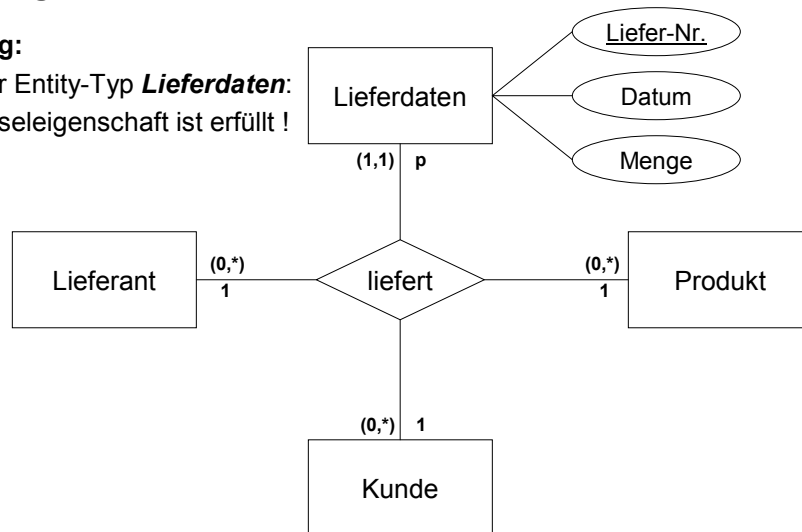 g:
r Entity-Typ Lieferdaten:
seleigenschaft ist erfüllt !
Lieferdaten
Liefer-Nr.
Datum
Menge
(1,1) p
Lieferant
(0,*)
1
liefert
(0,*)
1
Produkt
(0,*) 1
Kunde